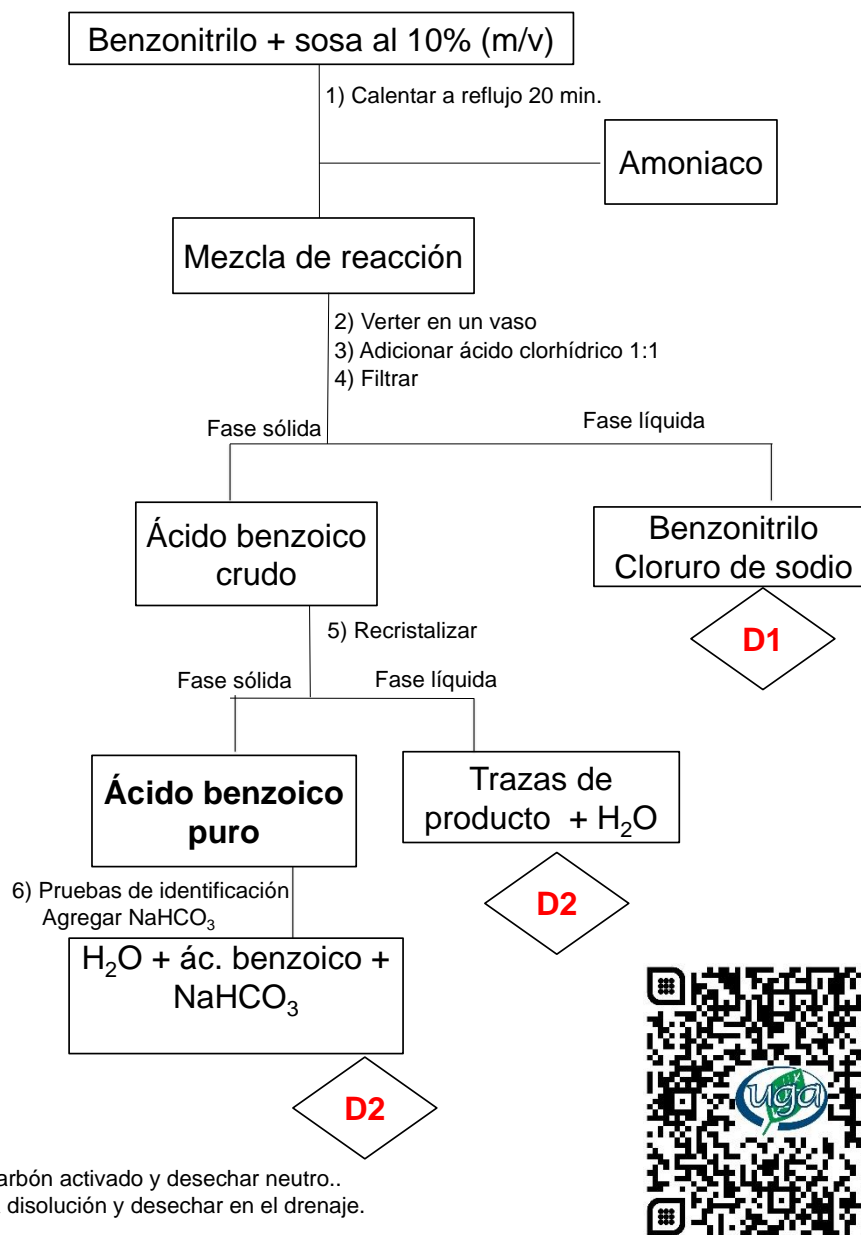 Benzonitrilo + sosa al 10% (m/v)
1) Calentar a reflujo 20 min.
Amoniaco
Mezcla de reacción
2) Verter en un vaso
3) Adicionar ácido clorhídrico 1:1
4) Filtrar
Fase sólida
Fase líquida
Ácido benzoico
crudo
Benzonitrilo
Cloruro de sodio
D1
5) Recristalizar
Fase sólida
Fase líquida
Ácido benzoico
puro
Trazas de
producto + H₂O
D2
6) Pruebas de identificación
Agregar NaHCO₃
H₂O + ác. benzoico +
NaHCO₃
D2
uga
arbón activado y desechar neutro..
disolución y desechar en el drenaje.